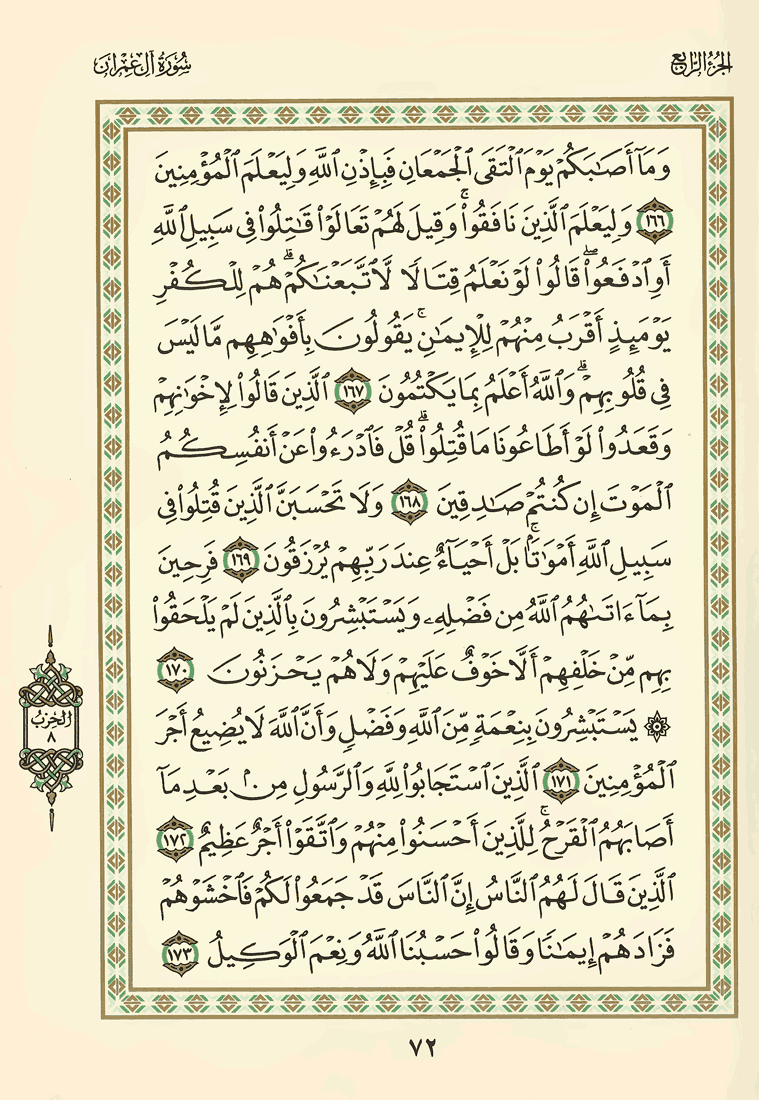 الجزء الرابع
سورة آل عمران
وَمَآ أَصَٰبَكُمۡ يَوۡمَ ٱلۡتَقَى ٱلۡجَمۡعَانِ فَبِإِذۡنِ ٱللَّهِ وَلِيَعۡلَمَ ٱلۡمُؤۡمِنِينَ
١٦٦ وَلِيَعۡلَمَ ٱلَّذِينَ نَافَقُواْۚ وَقِيلَ لَهُمۡ تَعَالَوۡاْ قَٰتِلُواْ فِي سَبِيلِ ٱللَّهِ
أَوِ ٱدۡفَعُواْۖ قَالُواْ لَوۡ نَعۡلَمُ قِتَالٗا لَّٱتَّبَعۡنَٰكُمۡۗ هُمۡ لِلۡكُفۡرِ
يَوۡمَئِذٍ أَقۡرَبُ مِنۡهُمۡ لِلۡإِيمَٰنِۚ يَقُولُونَ بِأَفۡوَٰهِهِم مَّا لَيۡسَ
فِي قُلُوبِهِمۡۗ وَٱللَّهُ أَعۡلَمُ بِمَا يَكۡتُمُونَ ١٦٧ ٱلَّذِينَ قَالُواْ لِإِخۡوَٰنِهِمۡ
وَقَعَدُواْ لَوۡ أَطَاعُونَا مَا قُتِلُواْۗ قُلۡ فَٱدۡرَءُواْ عَنۡ أَنفُسِكُمُ
ٱلۡمَوۡتَ إِن كُنتُمۡ صَٰدِقِينَ ١٦٨ وَلَا تَحۡسَبَنَّ ٱلَّذِينَ قُتِلُواْ فِي
سَبِيلِ ٱللَّهِ أَمۡوَٰتَۢاۚ بَلۡ أَحۡيَآءٌ عِندَ رَبِّهِمۡ يُرۡزَقُونَ ١٦٩ فَرِحِينَ
بِمَآ ءَاتَىٰهُمُ ٱللَّهُ مِن فَضۡلِهِۦ وَيَسۡتَبۡشِرُونَ بِٱلَّذِينَ لَمۡ يَلۡحَقُواْ
بِهِم مِّنۡ خَلۡفِهِمۡ أَلَّا خَوۡفٌ عَلَيۡهِمۡ وَلَا هُمۡ يَحۡزَنُونَ ١٧٠
۞ يَسۡتَبۡشِرُونَ بِنِعۡمَةٖ مِّنَ ٱللَّهِ وَفَضۡلٖ وَأَنَّ ٱللَّهَ لَا يُضِيعُ أَجۡرَ
ٱلۡمُؤۡمِنِينَ ١٧١ ٱلَّذِينَ ٱسۡتَجَابُواْ لِلَّهِ وَٱلرَّسُولِ مِنۢ بَعۡدِ مَآ
أَصَابَهُمُ ٱلۡقَرۡحُۚ لِلَّذِينَ أَحۡسَنُواْ مِنۡهُمۡ وَٱتَّقَوۡاْ أَجۡرٌ عَظِيمٌ ١٧٢
ٱلَّذِينَ قَالَ لَهُمُ ٱلنَّاسُ إِنَّ ٱلنَّاسَ قَدۡ جَمَعُواْ لَكُمۡ فَٱخۡشَوۡهُمۡ
فَزَادَهُمۡ إِيمَٰنٗا وَقَالُواْ حَسۡبُنَا ٱللَّهُ وَنِعۡمَ ٱلۡوَكِيلُ ١٧٣
الحزب
٨
٧٢